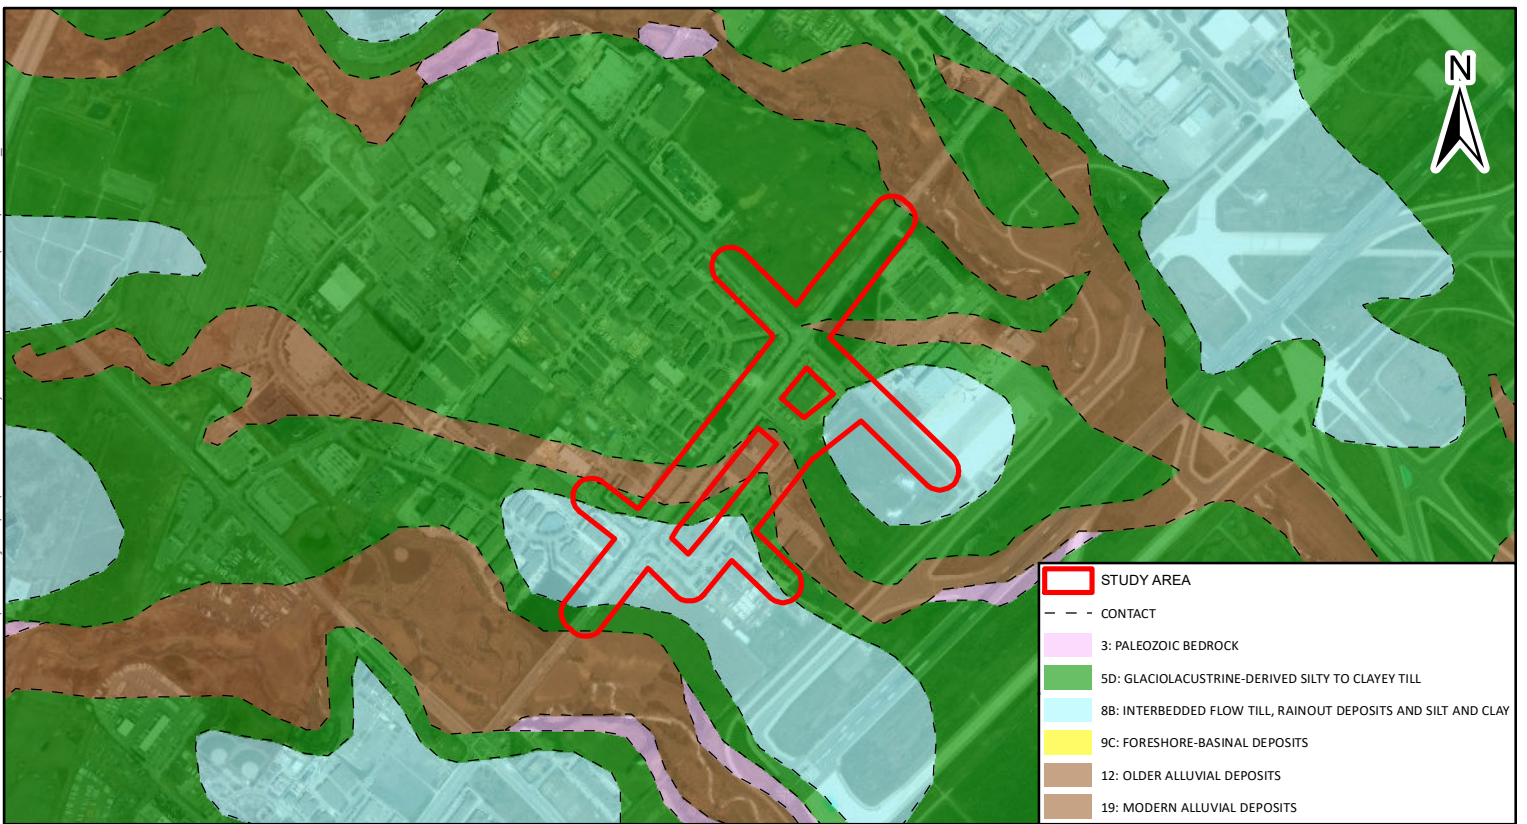 N
STUDY AREA
CONTACT
3: PALEOZOIC BEDROCK
5D: GLACIOLACUSTRINE-DERIVED SILTY TO CLAYEY TILL
8B: INTERBEDDED FLOW TILL, RAINOUT DEPOSITS AND SILT AND CLAY
9C: FORESHORE-BASINAL DEPOSITS
12: OLDER ALLUVIAL DEPOSITS
19: MODERN ALLUVIAL DEPOSITS